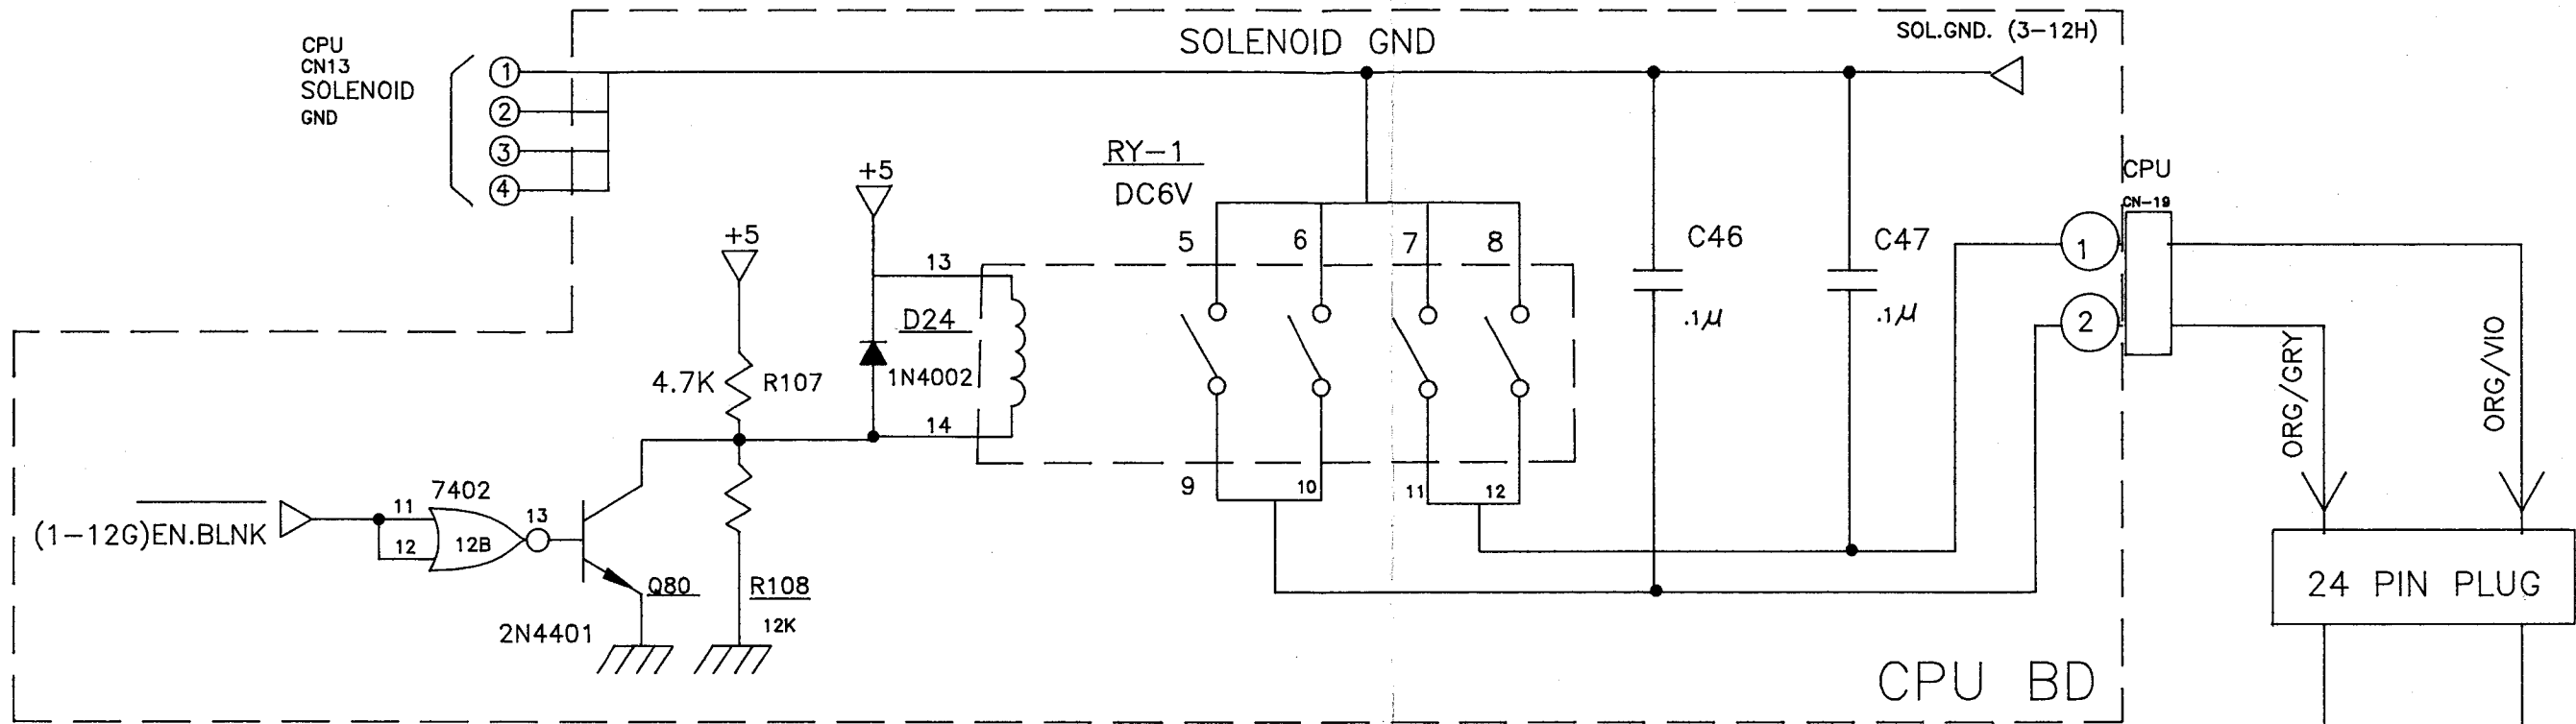 CPU
CN13
SOLENOID
GND
1
2
3
4
SOLENOID GND
SOL.GND. (3-12H)
+5
+5
RY-1
DC6V
5
6
7
8
C46
.1μ
C47
.1μ
CPU
CN-19
1
2
13
D24
1N4002
14
4.7K
R107
9
10
11
12
ORG/GRY
ORG/VIO
(1-12G)EN.BLNK
11
12
7402
12B
13
Q80
2N4401
R108
12K
24 PIN PLUG
CPU BD